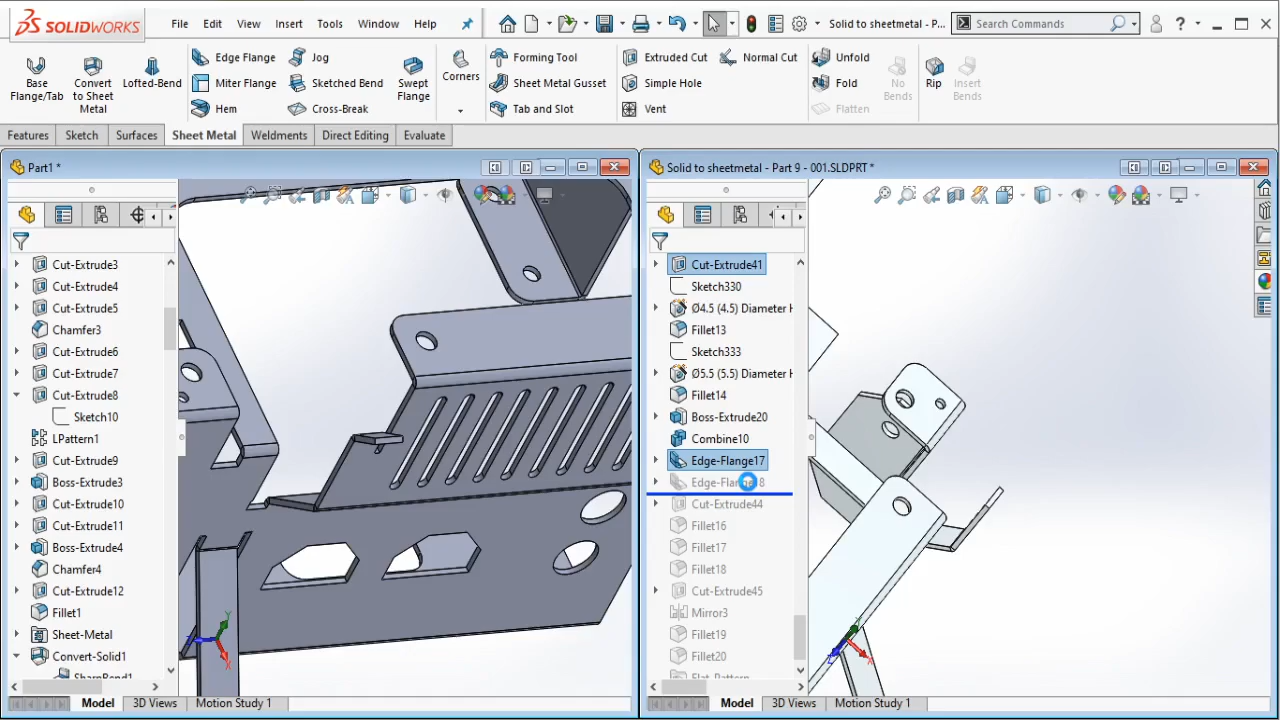 SOLIDWORKS
File Edit View Insert Tools Window Help
Solid to sheetmetal - P...
Search Commands
Base Flange/Tab
Convert to Sheet Metal
Lofted-Bend
Edge Flange
Miter Flange
Hem
Jog
Sketched Bend
Cross-Break
Swept Flange
Corners
Forming Tool
Sheet Metal Gusset
Tab and Slot
Extruded Cut
Simple Hole
Vent
Normal Cut
Unfold
Fold
Flatten
No Bends
Rip
Insert Bends
Features Sketch Surfaces Sheet Metal Weldments Direct Editing Evaluate
Part1 *
Cut-Extrude3
Cut-Extrude4
Cut-Extrude5
Chamfer3
Cut-Extrude6
Cut-Extrude7
Cut-Extrude8
Sketch10
LPattern1
Cut-Extrude9
Boss-Extrude3
Cut-Extrude10
Cut-Extrude11
Boss-Extrude4
Chamfer4
Cut-Extrude12
Fillet1
Sheet-Metal
Convert-Solid1
SharpBend1
Y
X
Model 3D Views Motion Study 1
Solid to sheetmetal - Part 9 - 001.SLDPRT *
Cut-Extrude41
Sketch330
Ø4.5 (4.5) Diameter H
Fillet13
Sketch333
Ø5.5 (5.5) Diameter H
Fillet14
Boss-Extrude20
Combine10
Edge-Flange17
Edge-Flange18
Cut-Extrude44
Fillet16
Fillet17
Fillet18
Cut-Extrude45
Mirror3
Fillet19
Fillet20
Flat-Pattern
X
Model 3D Views Motion Study 1